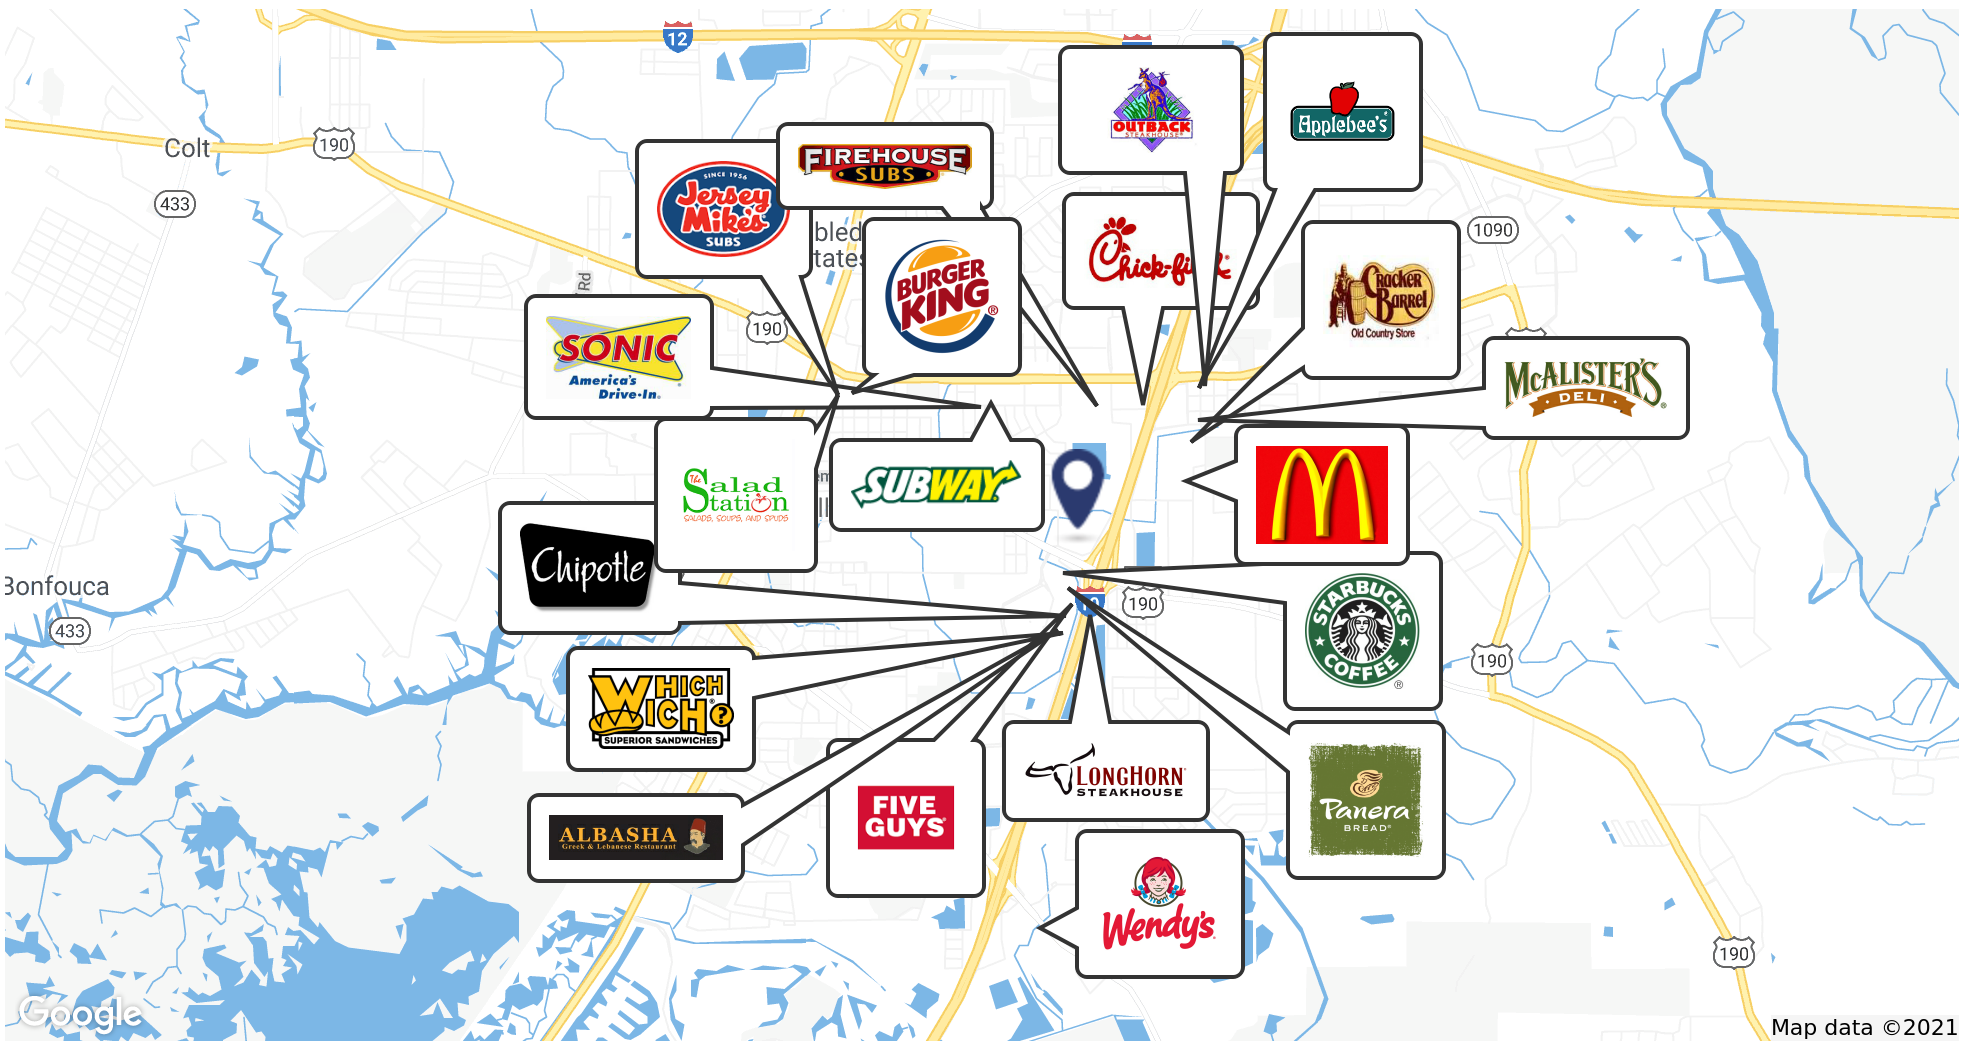 12
Colt
190
433
OUTBACK
STEAKHOUSE®
Applebee's
FIREHOUSE
SUBS
SINCE 1956
Jersey
Mike's
SUBS
bled
tates
1090
Chick-fil
BURGER
KING®
Cracker
Barrel
Old Country Store
Rd
190
SONIC
America's
Drive-In.
McALISTER'S
DELI
The
Salad
Station
SALADS, SOUPS, AND SPUDS
SUBWAY
Chipotle
Bonfouca
433
190
STARBUCKS
COFFEE
®
190
WHICH
WICH®?
SUPERIOR SANDWICHES
LONGHORN
STEAKHOUSE
FIVE
GUYS
Panera
BREAD®
ALBASHA
Greek & Lebanese Restaurant
Wendy's
190
Google
Map data ©2021